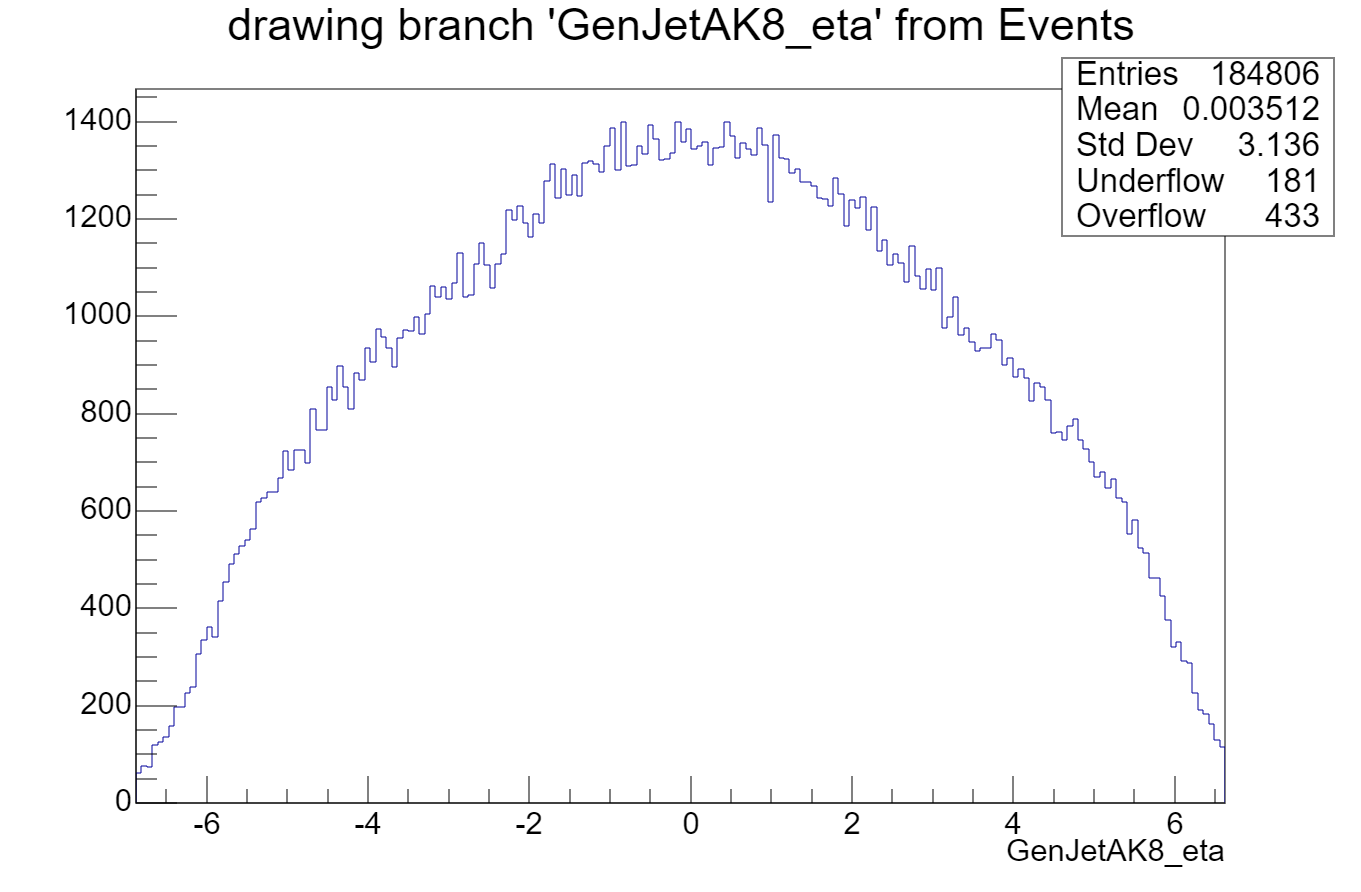 drawing branch 'GenJetAK8_eta' from Events
Entries 184806
Mean 0.003512
Std Dev 3.136
Underflow 181
Overflow 433
1400
1200
1000
800
600
400
200
0
-6 -4 -2 0 2 4 6
GenJetAK8_eta